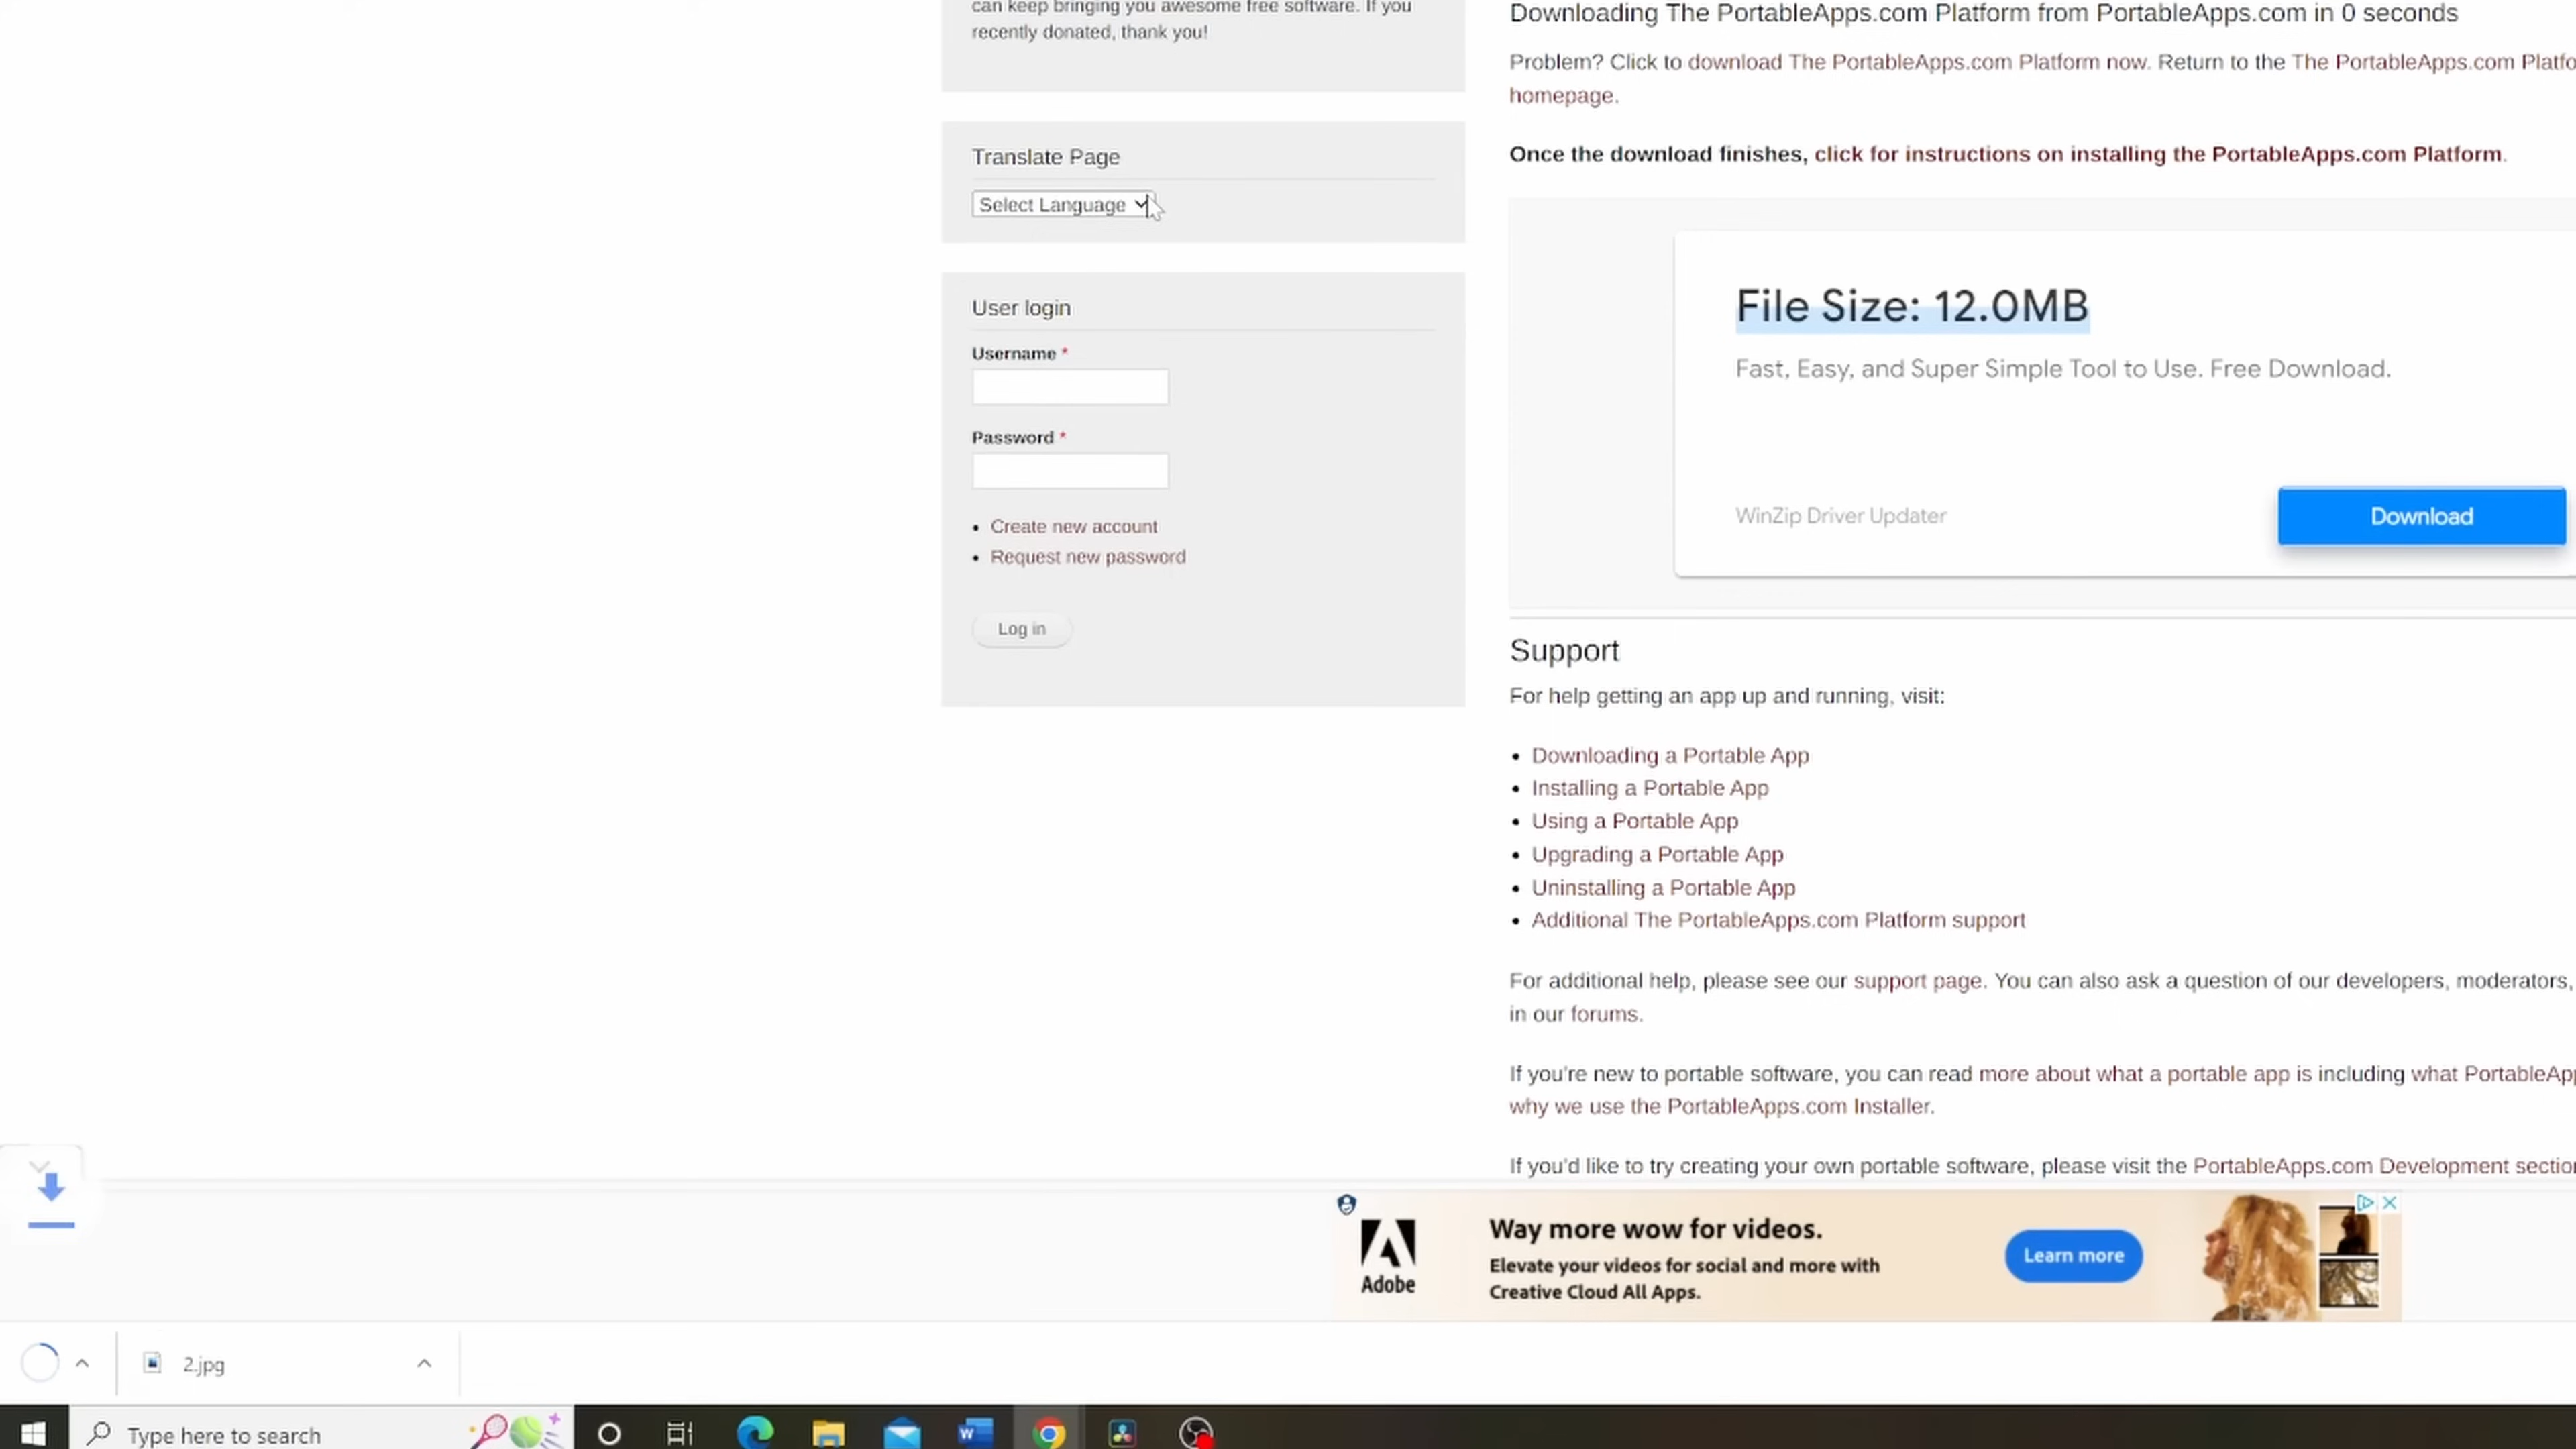 can keep bringing you awesome free software. If you
recently donated, thank you!
Translate Page
Select Language
User login
Username *
Password *
Create new account
Request new password
Log in
Downloading The PortableApps.com Platform from PortableApps.com in 0 seconds
Problem? Click to download The PortableApps.com Platform now. Return to the The PortableApps.com Platfo
homepage.
Once the download finishes, click for instructions on installing the PortableApps.com Platform.
File Size: 12.0MB
Fast, Easy, and Super Simple Tool to Use. Free Download.
WinZip Driver Updater
Download
Support
For help getting an app up and running, visit:
Downloading a Portable App
Installing a Portable App
Using a Portable App
Upgrading a Portable App
Uninstalling a Portable App
Additional The PortableApps.com Platform support
For additional help, please see our support page. You can also ask a question of our developers, moderators,
in our forums.
If you're new to portable software, you can read more about what a portable app is including what PortableApp
why we use the PortableApps.com Installer.
If you'd like to try creating your own portable software, please visit the PortableApps.com Development section
Adobe
Way more wow for videos.
Elevate your videos for social and more with
Creative Cloud All Apps.
Learn more
2.jpg
Type here to search